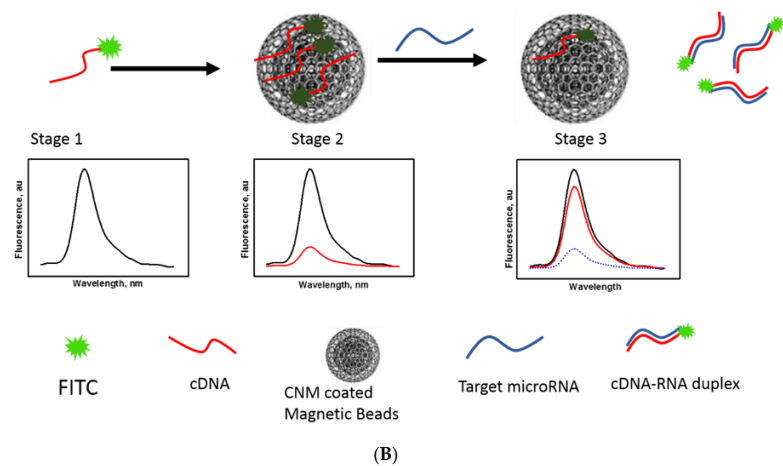 Stage 1
Stage 2
Stage 3
Fluorescence, au
Wavelength, nm
Fluorescence, au
Wavelength, nm
Fluorescence, au
Wavelength
FITC
cDNA
CNM coated
Magnetic Beads
Target microRNA
cDNA-RNA duplex
(B)